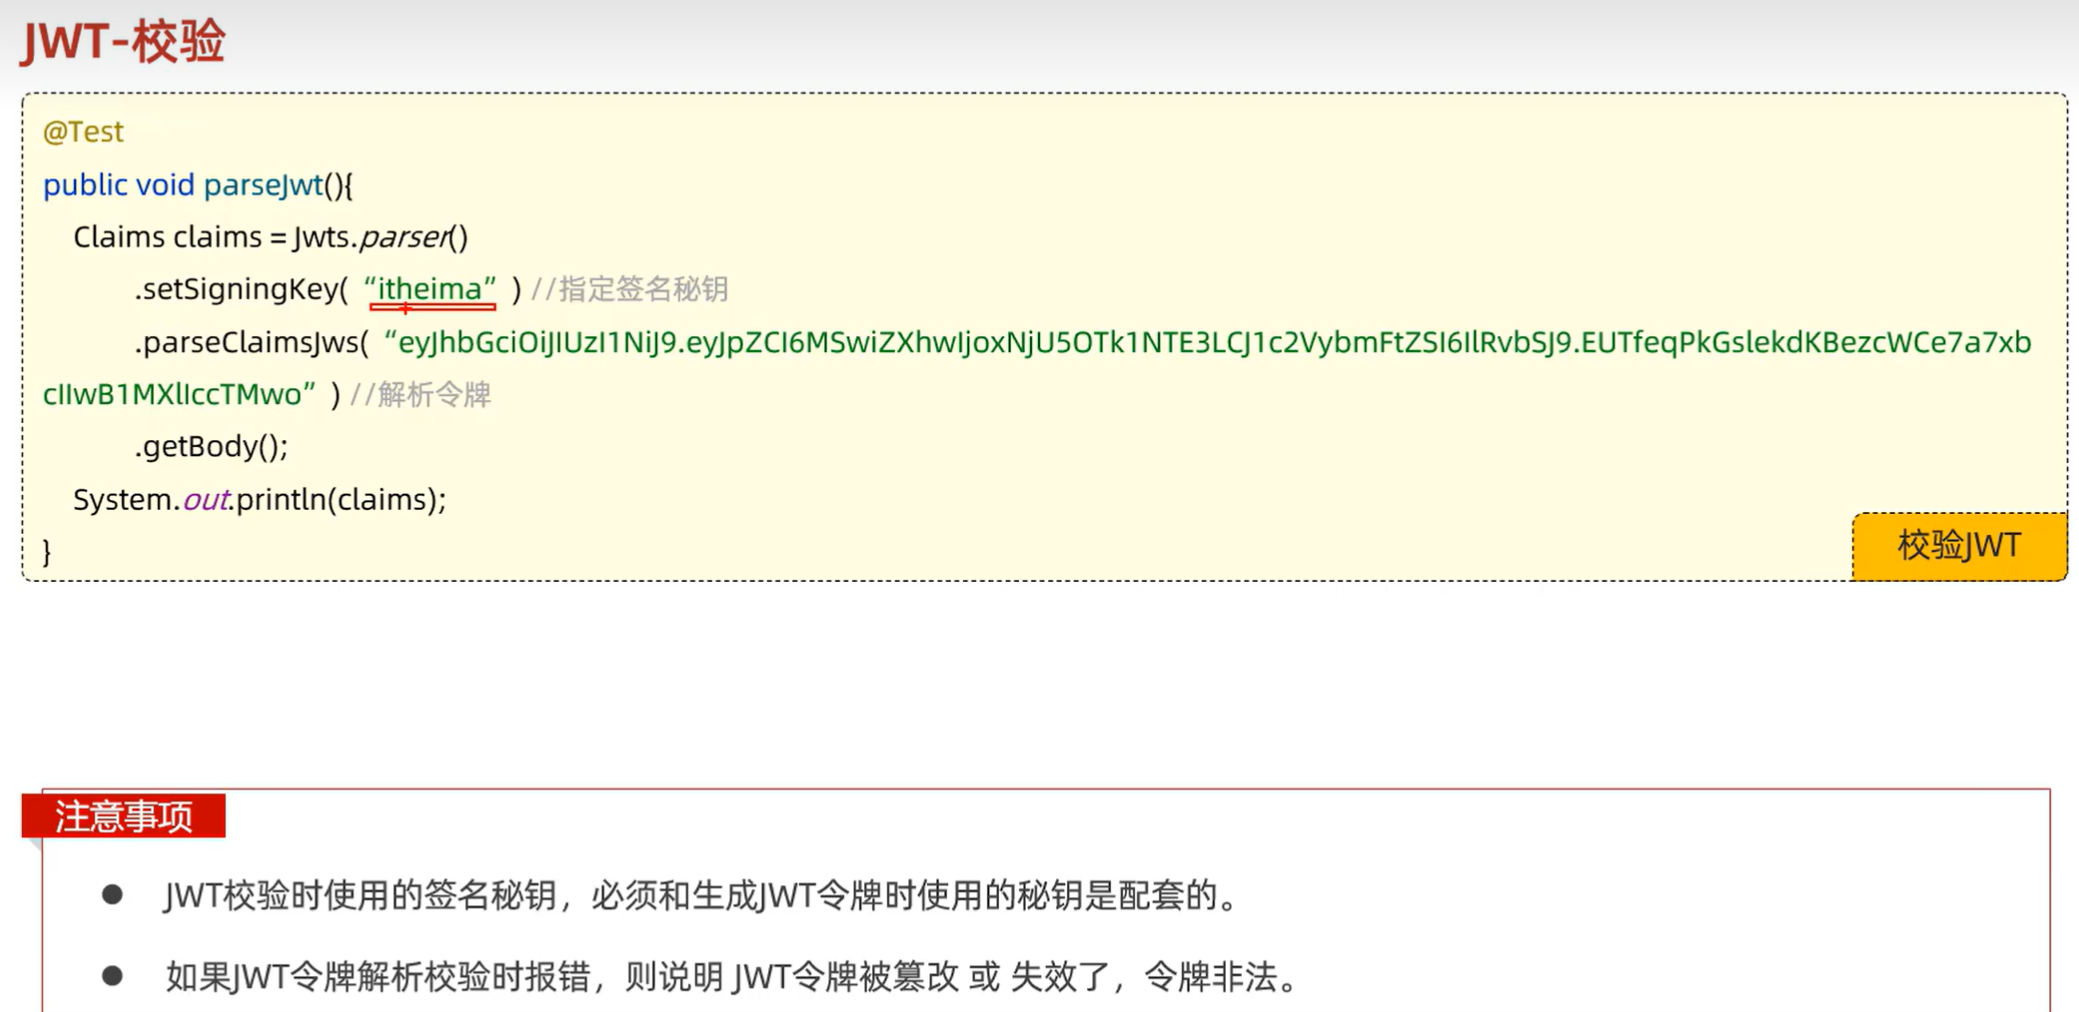 JWT-校验
@Test
public void parseJwt(){
Claims claims = Jwts.parser()
.setSigningKey( “itheima” ) //指定签名秘钥
.parseClaimsJws( “eyJhbGciOiJIUzI1NiJ9.eyJpZCI6MSwiZXhwIjoxNjU5OTk1NTE3LCJ1c2VybmFtZSI6IlRvbSJ9.EUTfeqPkGslekdKBezcWCe7a7xb
cIIwB1MXlIccTMwo” ) //解析令牌
.getBody();
System.out.println(claims);
}
校验JWT
注意事项
● JWT校验时使用的签名秘钥，必须和生成JWT令牌时使用的秘钥是配套的。
● 如果JWT令牌解析校验时报错，则说明 JWT令牌被篡改 或 失效了，令牌非法。